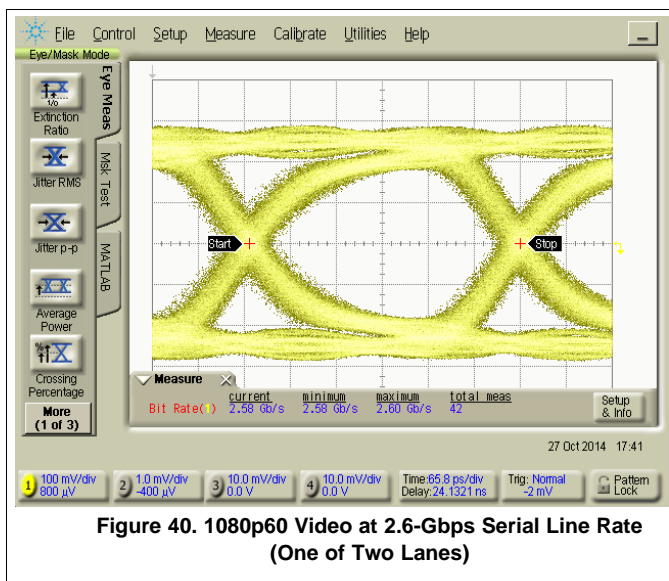 File Control Setup Measure Calibrate Utilities Help
Eye/Mask Mode
Eye Meas
Msk Test
MATLAB
1/0
Extinction
Ratio
Jitter RMS
Jitter p-p
Average
Power
%
Crossing
Percentage
More
(1 of 3)
Start
Stop
Measure
current minimum maximum total meas
Bit Rate(1) 2.58 Gb/s 2.58 Gb/s 2.60 Gb/s 42
Setup
& Info
27 Oct 2014 17:41
1 100 mV/div
800 µV
2 1.0 mV/div
-400 µV
3 10.0 mV/div
0.0 V
4 10.0 mV/div
0.0 V
Time:65.8 ps/div
Delay:24.1321 ns
Trig: Normal
-2 mV
Pattern
Lock
Figure 40. 1080p60 Video at 2.6-Gbps Serial Line Rate
(One of Two Lanes)